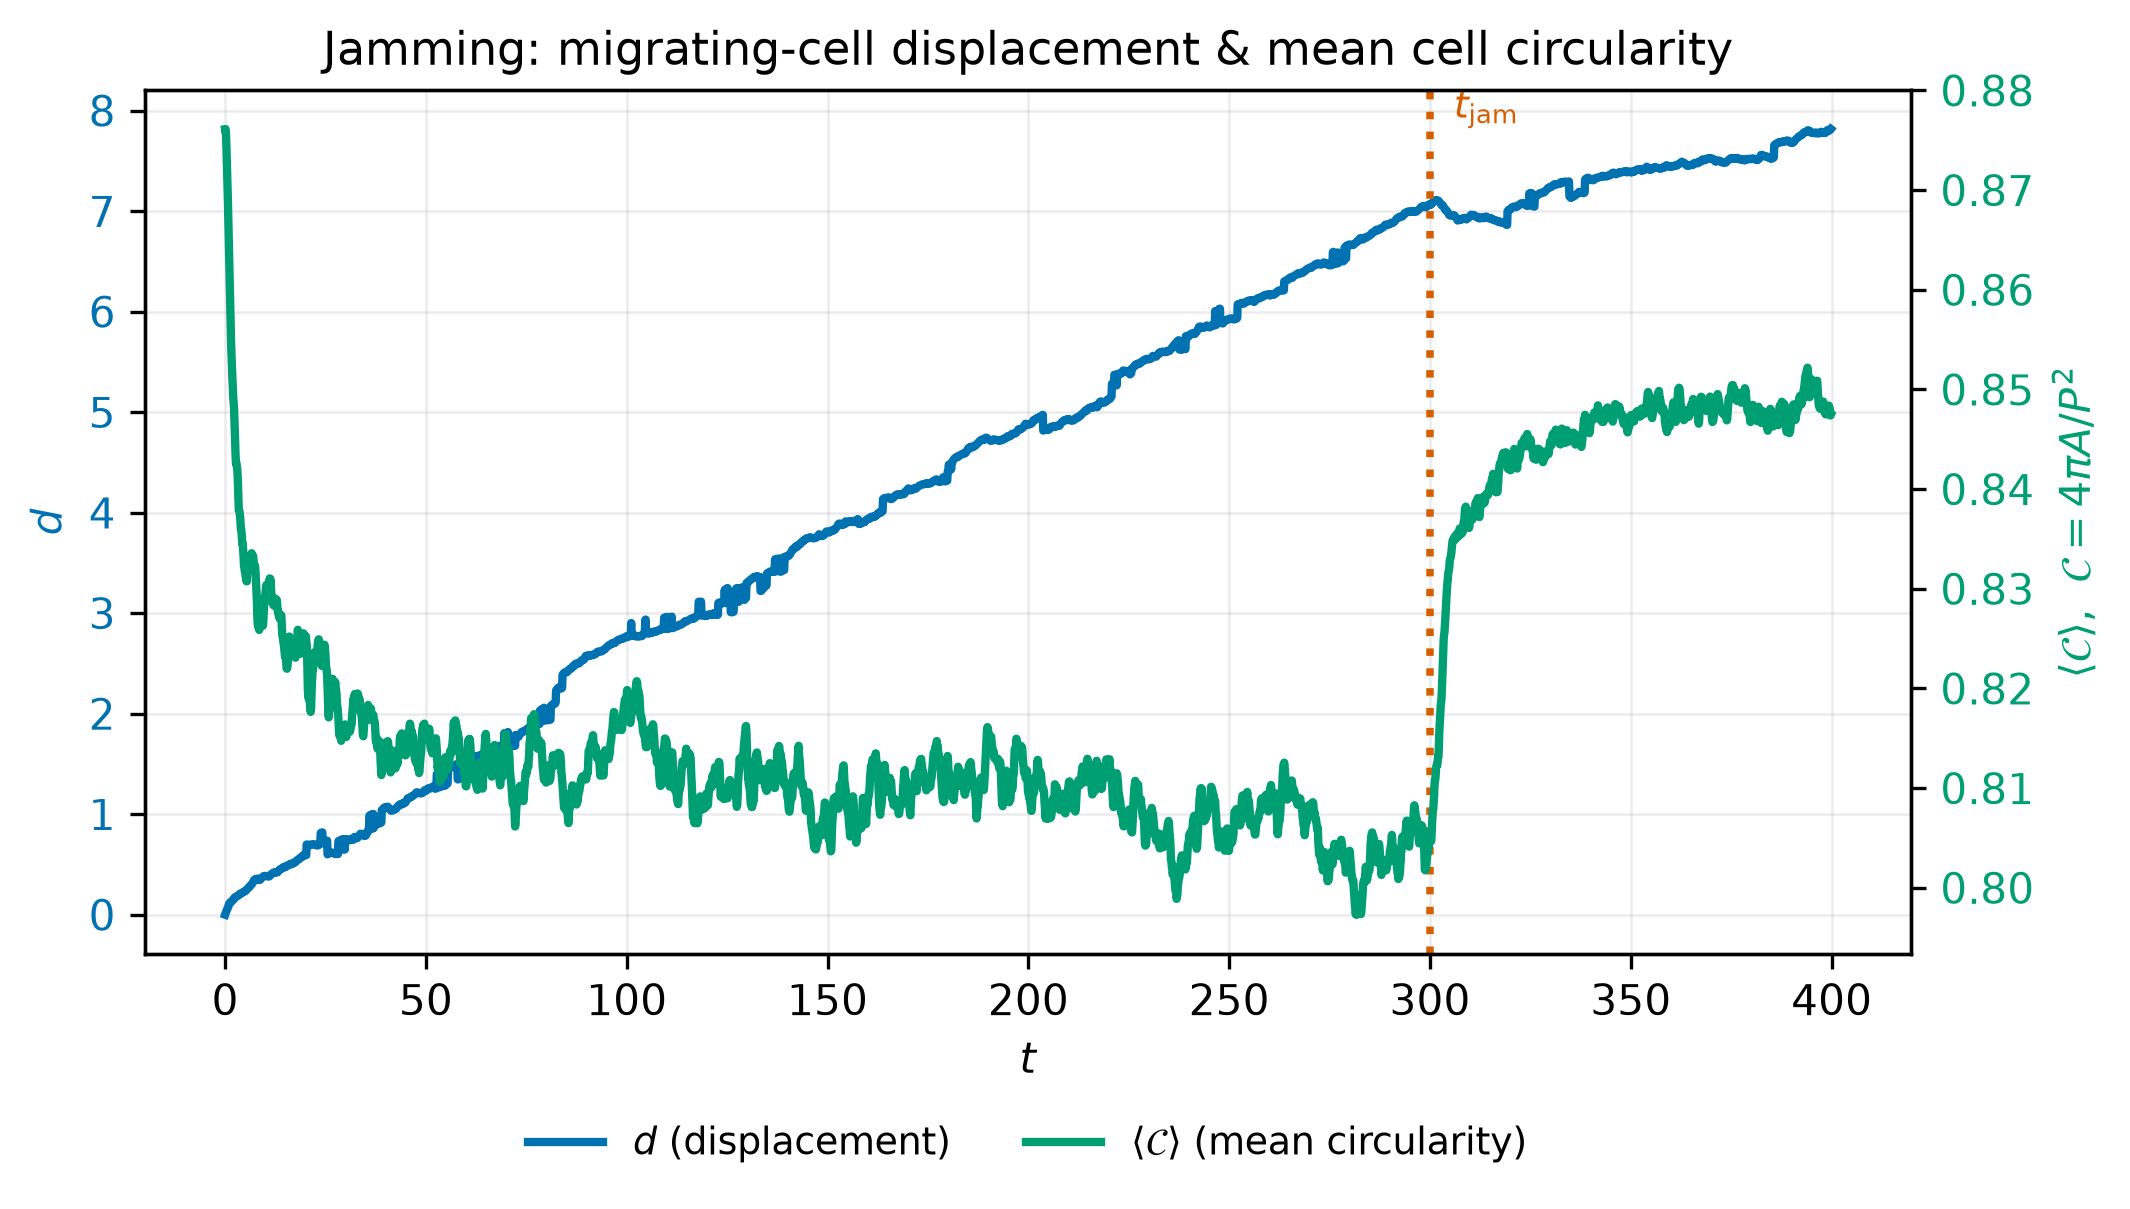 Jamming: migrating-cell displacement & mean cell circularity
8
7
6
5
4
3
2
1
0
d
t_jam
0.88
0.87
0.86
0.85
0.84
0.83
0.82
0.81
0.80
⟨𝒞⟩, 𝒞 = 4πA/P²
0 50 100 150 200 250 300 350 400
t
d (displacement) ⟨𝒞⟩ (mean circularity)